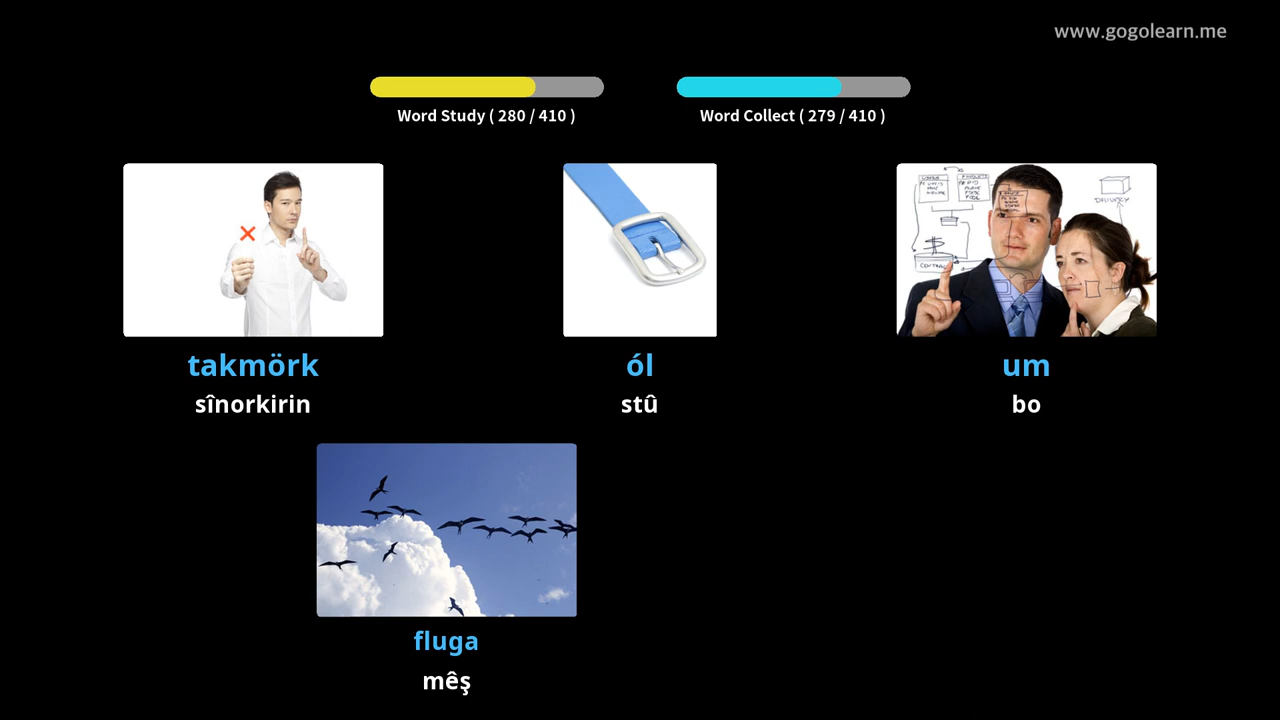 www.gogolearn.me
Word Study ( 280 / 410 )
Word Collect ( 279 / 410 )
takmörk
sînorkirin
ól
stû
um
bo
fluga
mêş